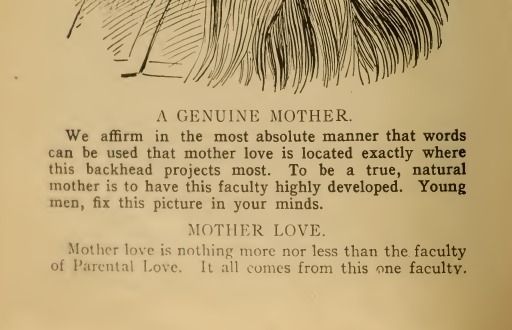 A GENUINE MOTHER.
We affirm in the most absolute manner that words
can be used that mother love is located exactly where
this backhead projects most. To be a true, natural
mother is to have this faculty highly developed. Young
men, fix this picture in your minds.
MOTHER LOVE.
Mother love is nothing more nor less than the faculty
of Parental Love. It all comes from this one faculty.